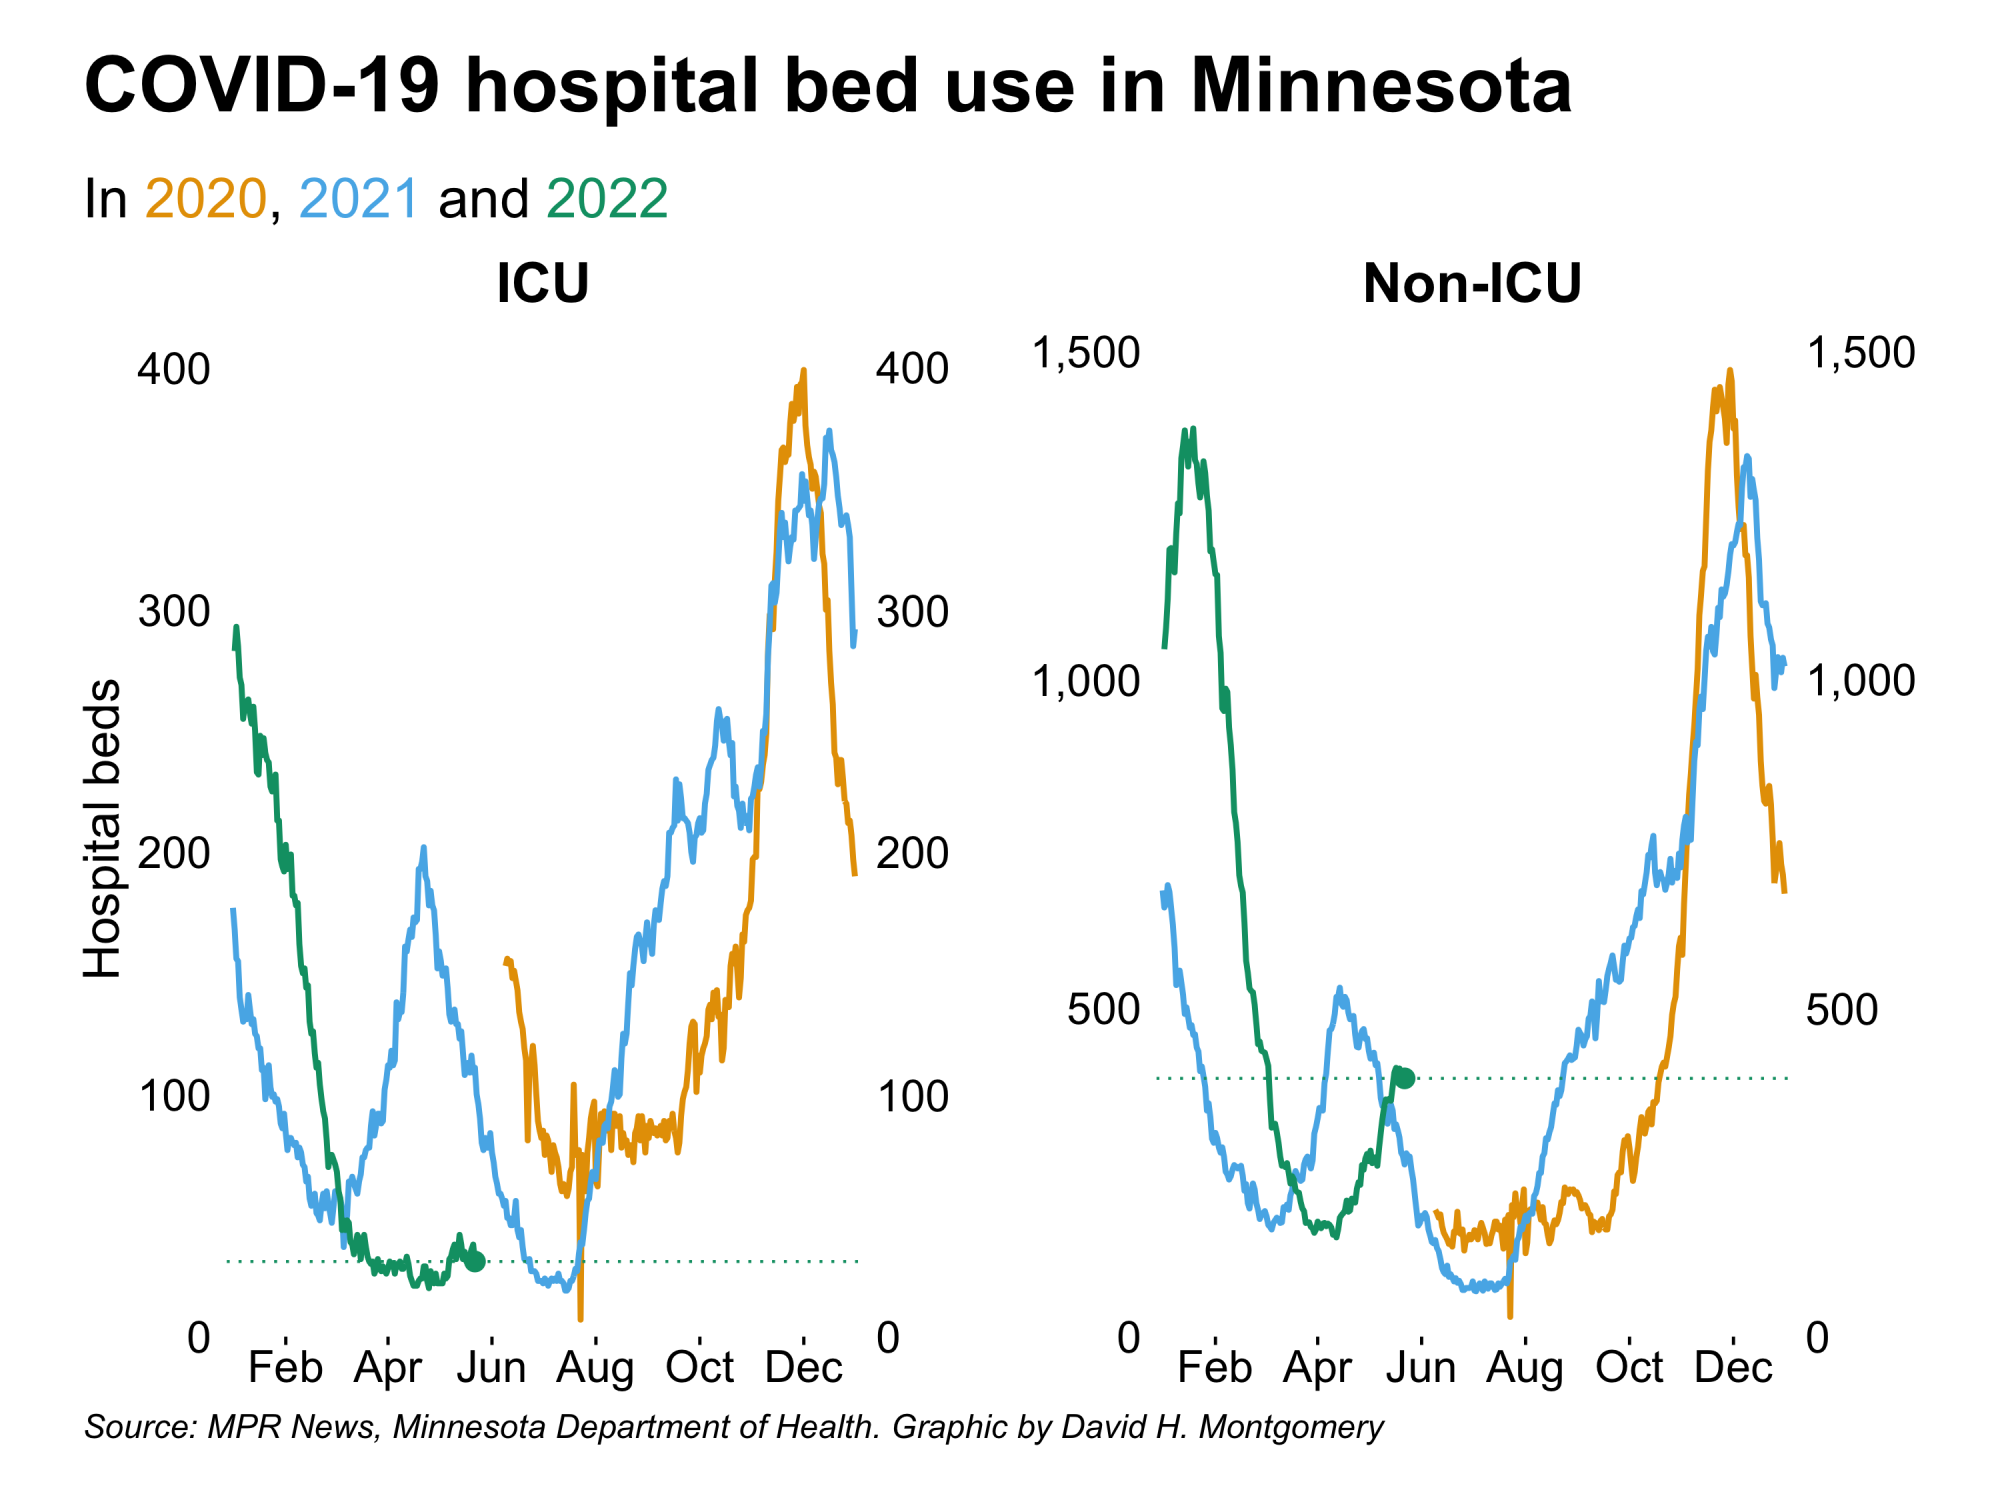 COVID-19 hospital bed use in Minnesota
In 2020, 2021 and 2022
ICU
Hospital beds
400
300
200
100
0
400
300
200
100
0
Feb Apr Jun Aug Oct Dec
Non-ICU
1,500
1,000
500
0
1,500
1,000
500
0
Feb Apr Jun Aug Oct Dec
Source: MPR News, Minnesota Department of Health. Graphic by David H. Montgomery